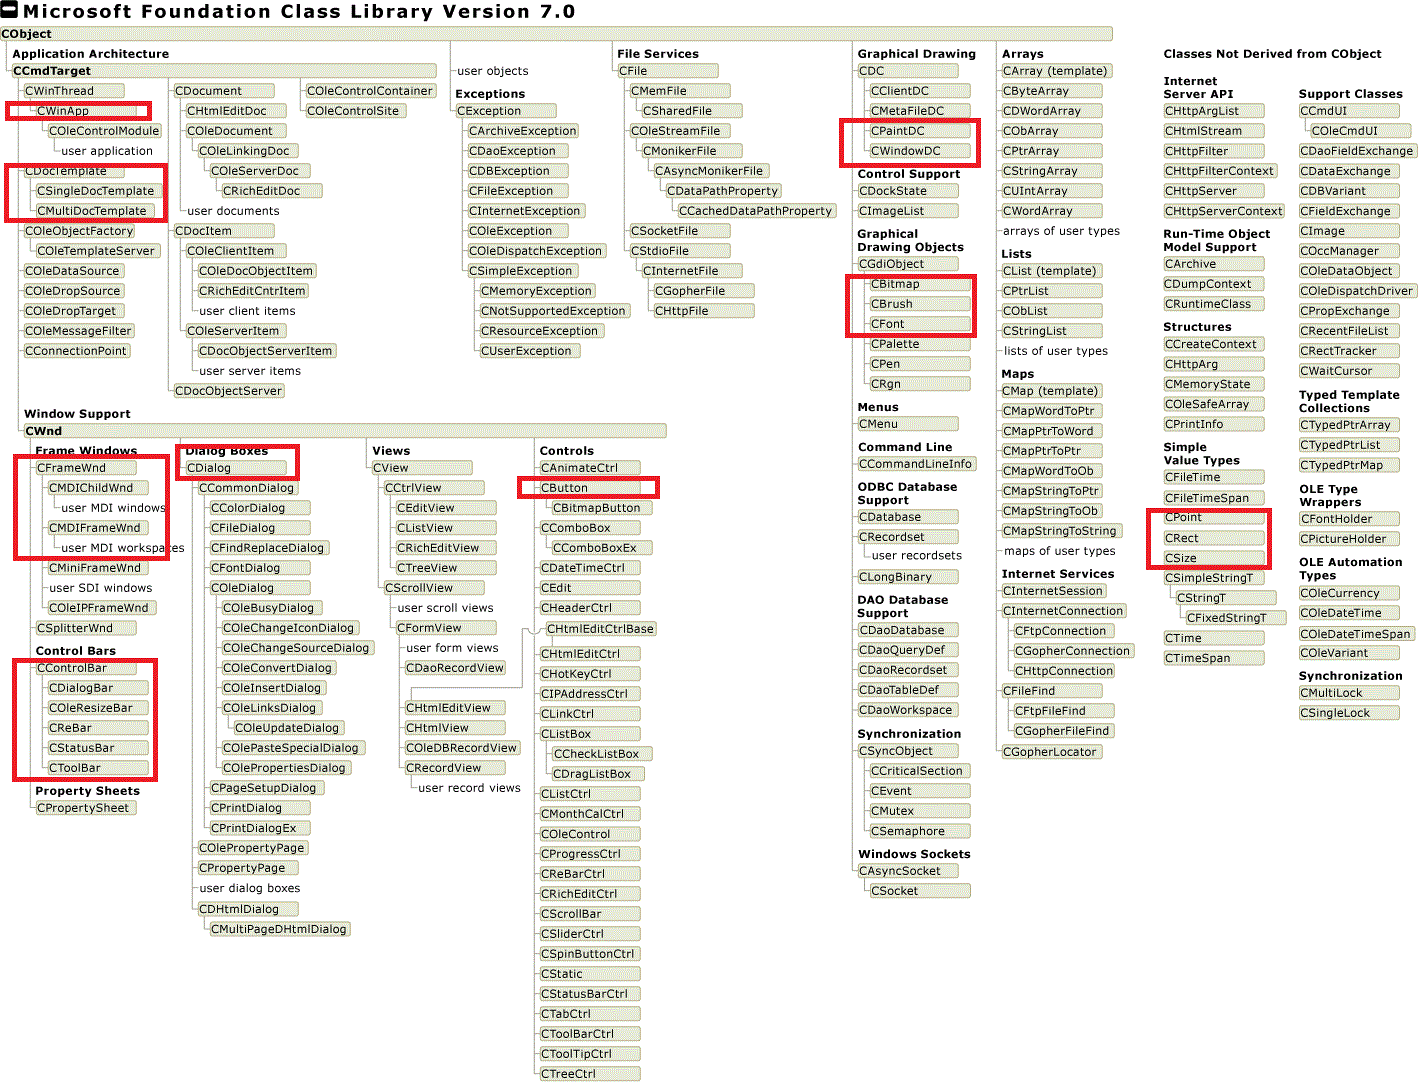 Microsoft Foundation Class Library Version 7.0
CObject
Application Architecture
CCmdTarget
CWinThread
CWinApp
COleControlModule
user application
CDocTemplate
CSingleDocTemplate
CMultiDocTemplate
COleObjectFactory
COleTemplateServer
COleDataSource
COleDropSource
COleDropTarget
COleMessageFilter
CConnectionPoint
CDocument
CHtmlEditDoc
COleDocument
COleLinkingDoc
COleServerDoc
CRichEditDoc
user documents
CDocItem
COleClientItem
COleDocObjectItem
CRichEditCntrItem
user client items
COleServerItem
CDocObjectServerItem
user server items
CDocObjectServer
COleControlContainer
COleControlSite
user objects
Exceptions
CException
CArchiveException
CDaoException
CDBException
CFileException
CInternetException
COleException
COleDispatchException
CSimpleException
CMemoryException
CNotSupportedException
CResourceException
CUserException
File Services
CFile
CMemFile
CSharedFile
COleStreamFile
CMonikerFile
CAsyncMonikerFile
CDataPathProperty
CCachedDataPathProperty
CSocketFile
CStdioFile
CInternetFile
CGopherFile
CHttpFile
Window Support
CWnd
Frame Windows
CFrameWnd
CMDIChildWnd
user MDI windows
CMDIFrameWnd
user MDI workspaces
CMiniFrameWnd
user SDI windows
COleIPFrameWnd
CSplitterWnd
Control Bars
CControlBar
CDialogBar
COleResizeBar
CReBar
CStatusBar
CToolBar
Property Sheets
CPropertySheet
Dialog Boxes
CDialog
CCommonDialog
CColorDialog
CFileDialog
CFindReplaceDialog
CFontDialog
COleDialog
COleBusyDialog
COleChangeIconDialog
COleChangeSourceDialog
COleConvertDialog
COleInsertDialog
COleLinksDialog
COleUpdateDialog
COlePasteSpecialDialog
COlePropertiesDialog
CPageSetupDialog
CPrintDialog
CPrintDialogEx
COlePropertyPage
CPropertyPage
user dialog boxes
CDHtmlDialog
CMultiPageDHtmlDialog
Views
CView
CCtrlView
CEditView
CListView
CRichEditView
CTreeView
CScrollView
user scroll views
CFormView
user form views
CDaoRecordView
CHtmlEditView
CHtmlView
COleDBRecordView
CRecordView
user record views
Controls
CAnimateCtrl
CButton
CBitmapButton
CComboBox
CComboBoxEx
CDateTimeCtrl
CEdit
CHeaderCtrl
CHtmlEditCtrlBase
CHtmlEditCtrl
CHotKeyCtrl
CIPAddressCtrl
CLinkCtrl
CListBox
CCheckListBox
CDragListBox
CListCtrl
CMonthCalCtrl
COleControl
CProgressCtrl
CReBarCtrl
CRichEditCtrl
CScrollBar
CSliderCtrl
CSpinButtonCtrl
CStatic
CStatusBarCtrl
CTabCtrl
CToolBarCtrl
CToolTipCtrl
CTreeCtrl
Graphical Drawing
CDC
CClientDC
CMetaFileDC
CPaintDC
CWindowDC
Control Support
CDockState
CImageList
Graphical
Drawing Objects
CGdiObject
CBitmap
CBrush
CFont
CPalette
CPen
CRgn
Menus
CMenu
Command Line
CCommandLineInfo
ODBC Database
Support
CDatabase
CRecordset
user recordsets
CLongBinary
DAO Database
Support
CDaoDatabase
CDaoQueryDef
CDaoRecordset
CDaoTableDef
CDaoWorkspace
Synchronization
CSyncObject
CCriticalSection
CEvent
CMutex
CSemaphore
Windows Sockets
CAsyncSocket
CSocket
Arrays
CArray (template)
CByteArray
CDWordArray
CObArray
CPtrArray
CStringArray
CUIntArray
CWordArray
arrays of user types
Lists
CList (template)
CPtrList
CObList
CStringList
lists of user types
Maps
CMap (template)
CMapWordToPtr
CMapPtrToWord
CMapPtrToPtr
CMapWordToOb
CMapStringToPtr
CMapStringToOb
CMapStringToString
maps of user types
Internet Services
CInternetSession
CInternetConnection
CFtpConnection
CGopherConnection
CHttpConnection
CFileFind
CFtpFileFind
CGopherFileFind
CGopherLocator
Classes Not Derived from CObject
Internet
Server API
CHttpArgList
CHtmlStream
CHttpFilter
CHttpFilterContext
CHttpServer
CHttpServerContext
Run-Time Object
Model Support
CArchive
CDumpContext
CRuntimeClass
Structures
CCreateContext
CHttpArg
CMemoryState
COleSafeArray
CPrintInfo
Simple
Value Types
CFileTime
CFileTimeSpan
CPoint
CRect
CSize
CSimpleStringT
CStringT
CFixedStringT
CTime
CTimeSpan
Support Classes
CCmdUI
COleCmdUI
CDaoFieldExchange
CDataExchange
CDBVariant
CFieldExchange
CImage
COccManager
COleDataObject
COleDispatchDriver
CPropExchange
CRecentFileList
CRectTracker
CWaitCursor
Typed Template
Collections
CTypedPtrArray
CTypedPtrList
CTypedPtrMap
OLE Type
Wrappers
CFontHolder
CPictureHolder
OLE Automation
Types
COleCurrency
COleDateTime
COleDateTimeSpan
COleVariant
Synchronization
CMultiLock
CSingleLock